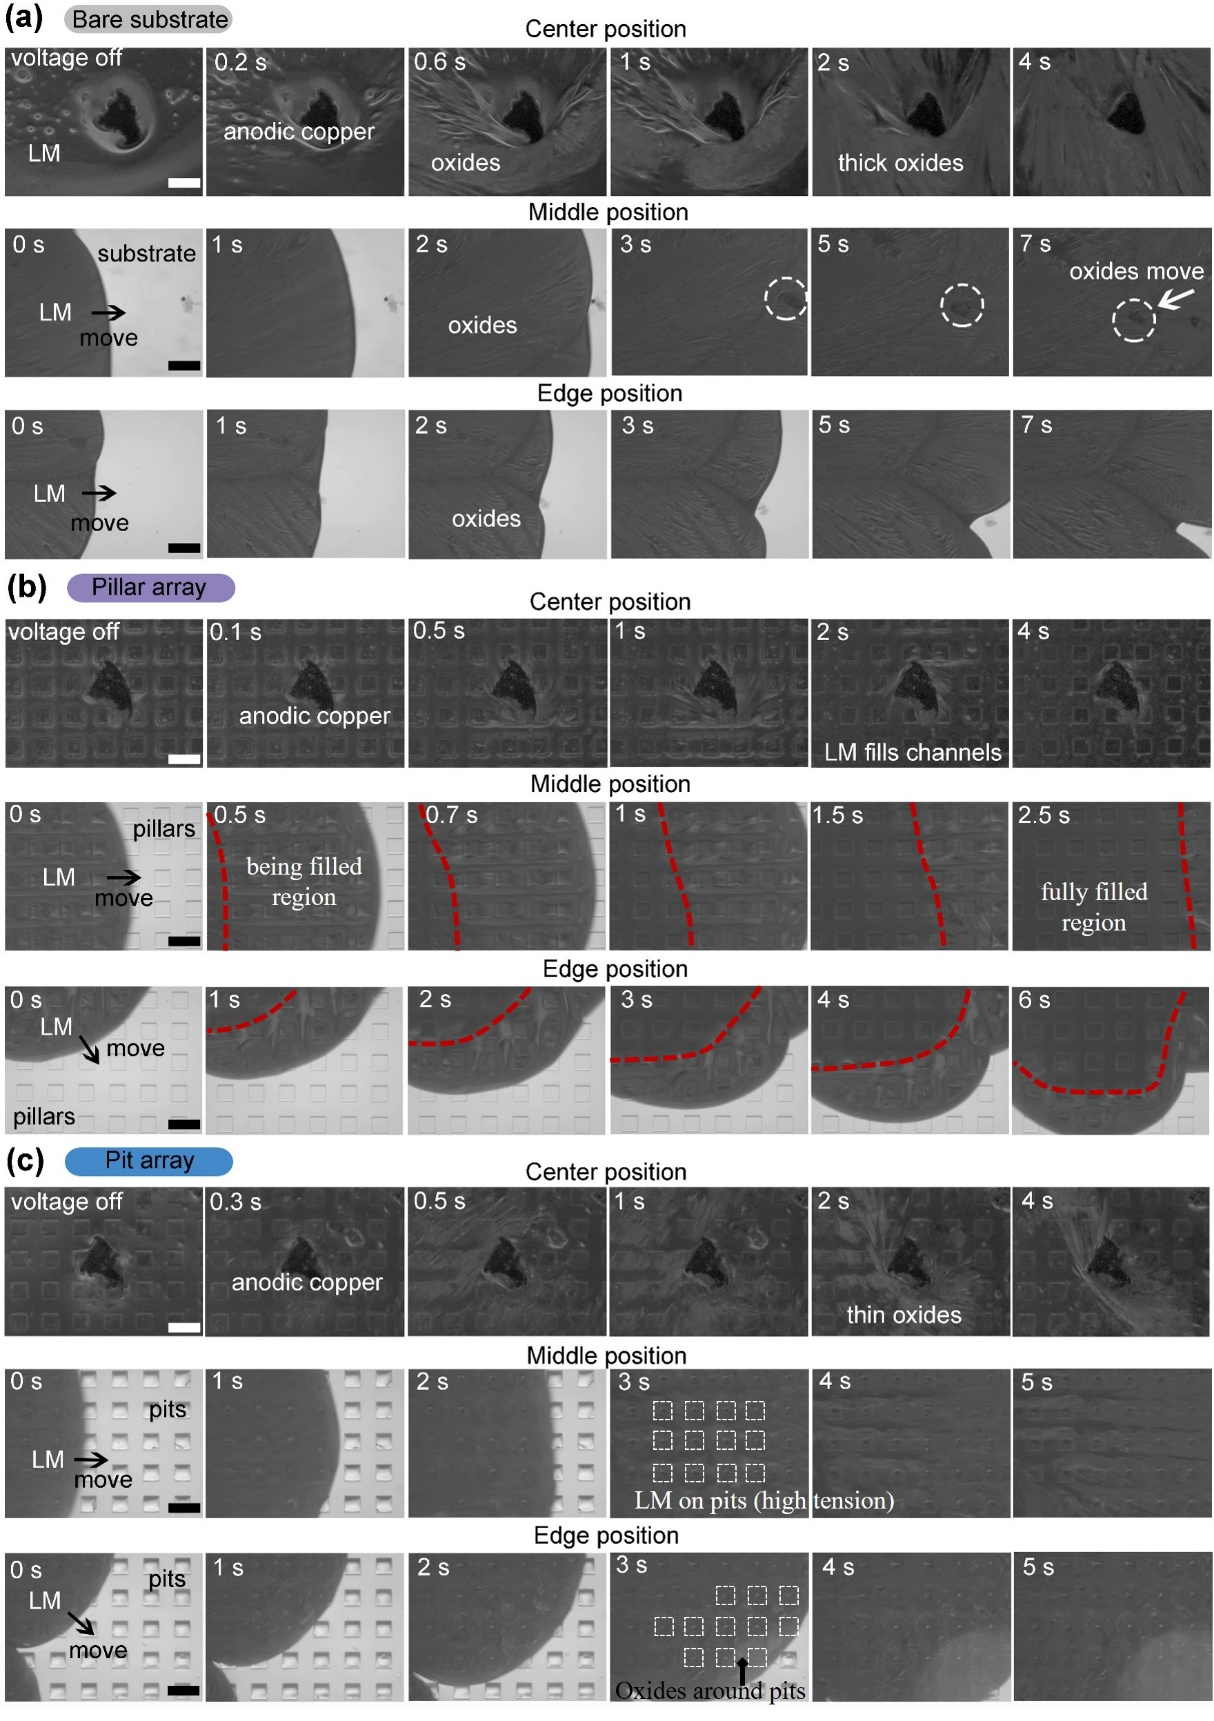 (a) Bare substrate
Center position
voltage off 0.2 s 0.6 s 1 s 2 s 4 s
anodic copper
LM oxides thick oxides
Middle position
0 s 1 s 2 s 3 s 5 s 7 s
substrate oxides move
LM
move oxides
Edge position
0 s 1 s 2 s 3 s 5 s 7 s
LM
move oxides
(b) Pillar array
Center position
voltage off 0.1 s 0.5 s 1 s 2 s 4 s
anodic copper
LM fills channels
Middle position
0 s 0.5 s 0.7 s 1 s 1.5 s 2.5 s
pillars
LM being filled
move region
fully filled
region
Edge position
0 s 1 s 2 s 3 s 4 s 6 s
LM
move
pillars
(c) Pit array
Center position
voltage off 0.3 s 0.5 s 1 s 2 s 4 s
anodic copper
thin oxides
Middle position
0 s 1 s 2 s 3 s 4 s 5 s
pits
LM
move
LM on pits (high tension)
Edge position
0 s 1 s 2 s 3 s 4 s 5 s
pits
LM
move
Oxides around pits